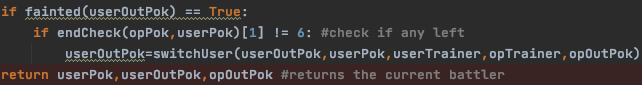 if fainted(userOutPok) == True:
if endCheck(opPok,userPok)[1] != 6: #check if any left
userOutPok=switchUser(userOutPok,userPok,userTrainer,opTrainer,opOutPok)
return userPok,userOutPok,opOutPok #returns the current battler